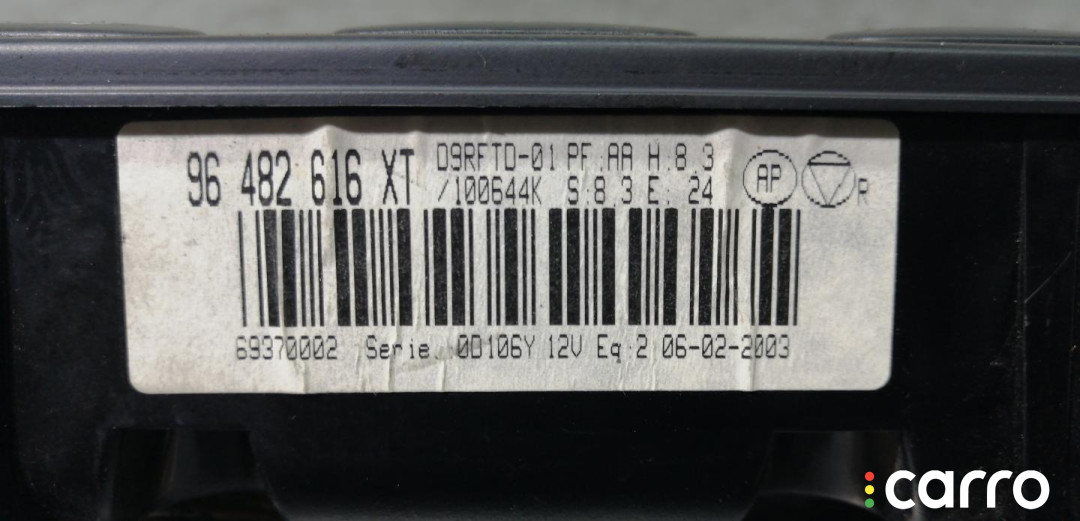 96 482 616 XT D9RFTD-01 PF:AA H:8.3
/100644K S:8.3 E: 24 AP R
69370002 Serie: 0D106Y 12V Eq:2 06-02-2003
carro